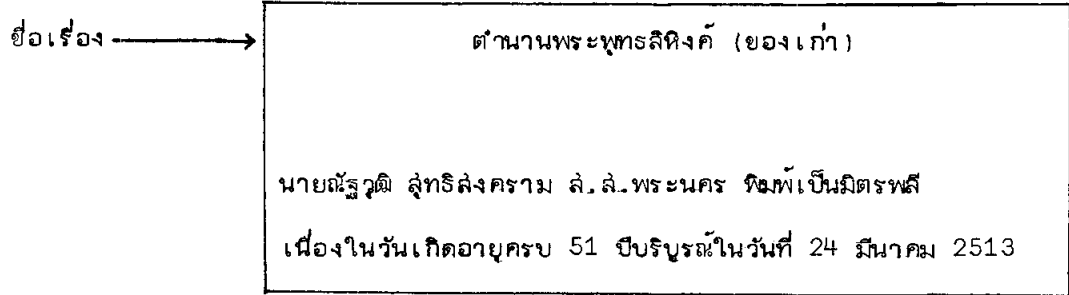 ชื่อเรื่อง
ตำนานพระพุทธสิหิงค์ (ของเก่า)
นายณัฐวุฒิ สุทธิสงคราม ส.ส.พระนคร พิมพ์เป็นมิตรพลี
เนื่องในวันเกิดอายุครบ 51 ปีบริบูรณ์ในวันที่ 24 มีนาคม 2513